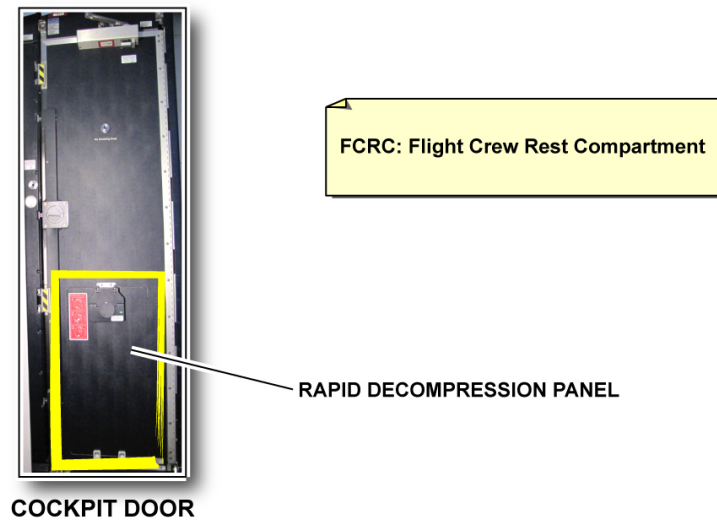 FCRC: Flight Crew Rest Compartment
RAPID DECOMPRESSION PANEL
COCKPIT DOOR